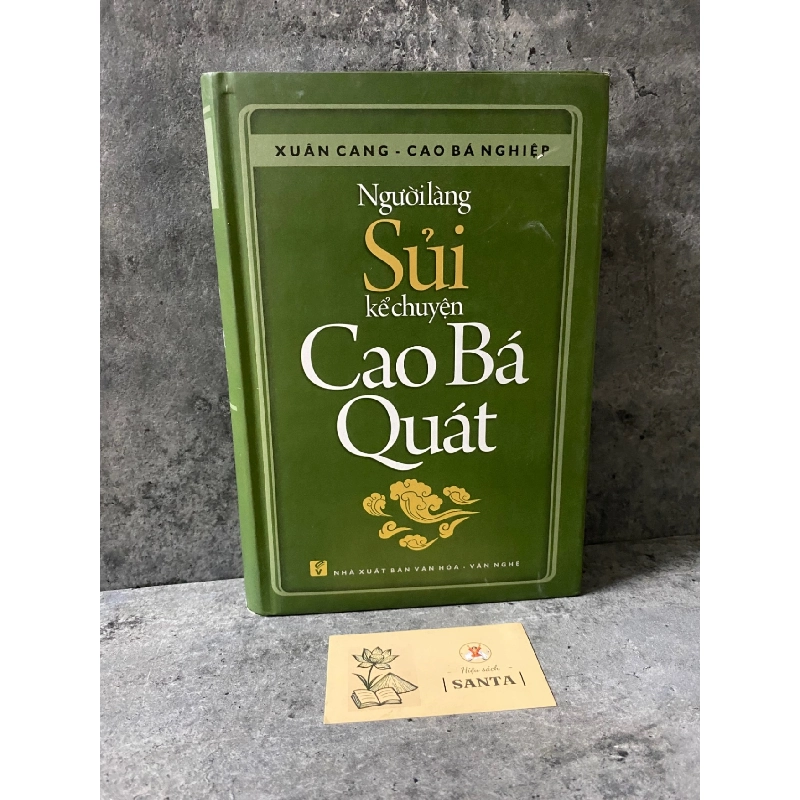 XUÂN CANG - CAO BÁ NGHIỆP
Người làng
Sủi
kể chuyện
Cao Bá
Quát
NHÀ XUẤT BẢN VĂN HÓA - VĂN NGHỆ
Hiệu sách
SANTA